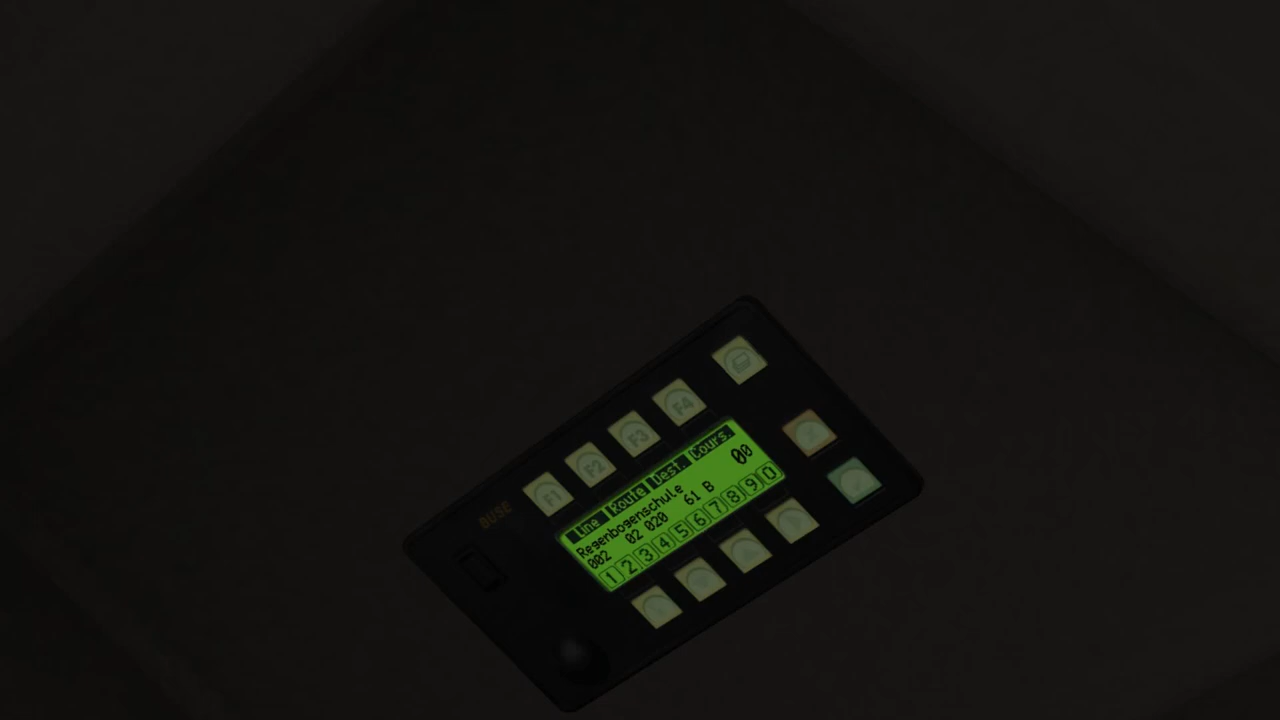 F1 F2 F3 F4
BUSE
Line Route Dest. Cours.
Regenbogenschule 00
002 02 020 61 B
1 2 3 4 5 6 7 8 9 0